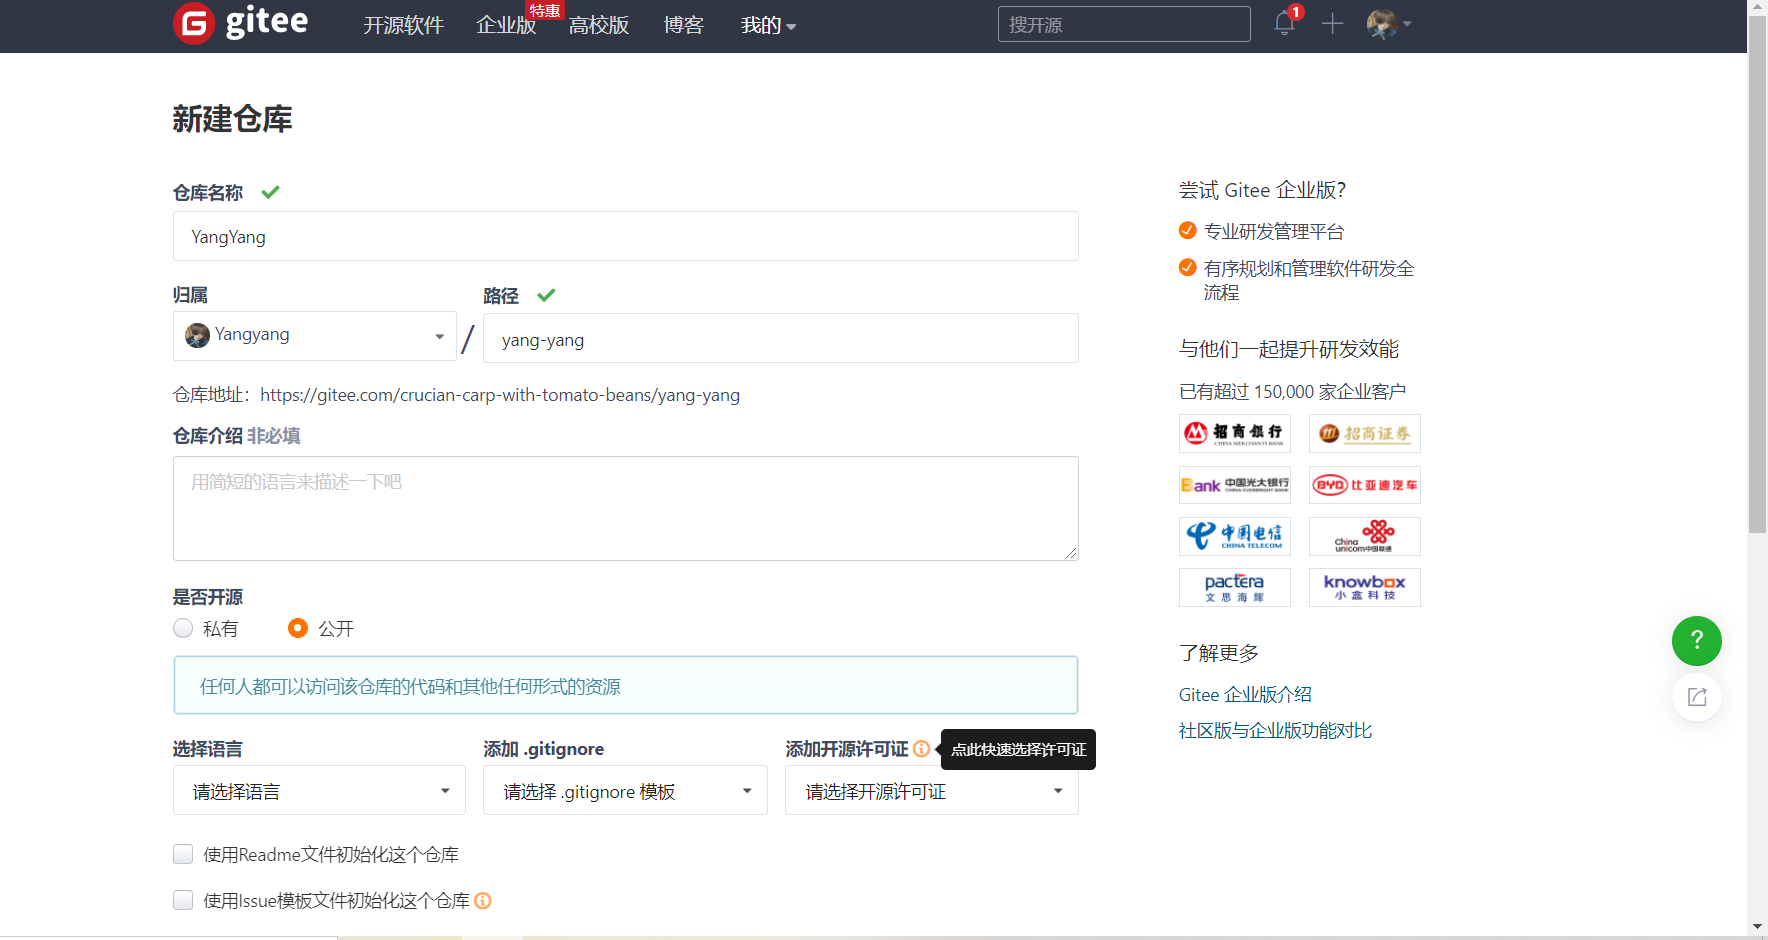 gitee
开源软件
企业版
特惠
高校版
博客
我的
搜开源
1
新建仓库
仓库名称
YangYang
归属
路径
Yangyang
/
yang-yang
仓库地址：https://gitee.com/crucian-carp-with-tomato-beans/yang-yang
仓库介绍 非必填
用简短的语言来描述一下吧
是否开源
私有
公开
任何人都可以访问该仓库的代码和其他任何形式的资源
选择语言
添加 .gitignore
添加开源许可证
点此快速选择许可证
请选择语言
请选择 .gitignore 模板
请选择开源许可证
使用Readme文件初始化这个仓库
使用Issue模板文件初始化这个仓库
尝试 Gitee 企业版?
专业研发管理平台
有序规划和管理软件研发全
流程
与他们一起提升研发效能
已有超过 150,000 家企业客户
招商银行
CHINA MERCHANTS BANK
招商证券
Bank 中国光大银行
CHINA EVERBRIGHT BANK
BYD 比亚迪汽车
中国电信
CHINA TELECOM
China
unicom中国联通
pactera
文思海辉
knowbox
小盒科技
了解更多
Gitee 企业版介绍
社区版与企业版功能对比
?